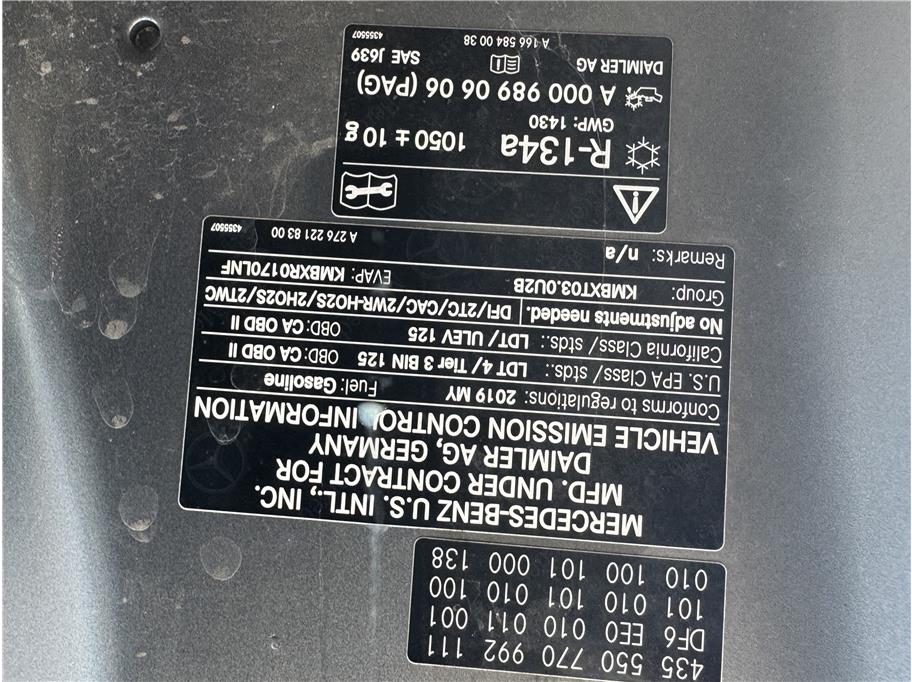 435 550 770 992 111
DF6 EE0 010 011 001
101 010 101 010 100
010 100 101 000 138
MERCEDES-BENZ U.S. INTL., INC.
MFD. UNDER CONTRACT FOR
DAIMLER AG, GERMANY
VEHICLE EMISSION CONTROL INFORMATION
Conforms to regulations: 2019 MY Fuel: Gasoline
U.S. EPA Class/ stds.: LDT 4/ Tier 3 BIN 125 OBD: CA OBD II
California Class/ stds.: LDT/ ULEV 125 OBD: CA OBD II
No adjustments needed. DFI/2TC/CAC/2WR-HO2S/2HO2S/2TWC
Group: KMBXT03.0U2B EVAP: KMBXR0170LNF
Remarks: n/a
A 276 221 83 00 4355507
R-134a 1050 ± 10 g
GWP: 1430
A 000 989 06 06 (PAG)
DAIMLER AG SAE J639
A 166 584 00 38 4355507